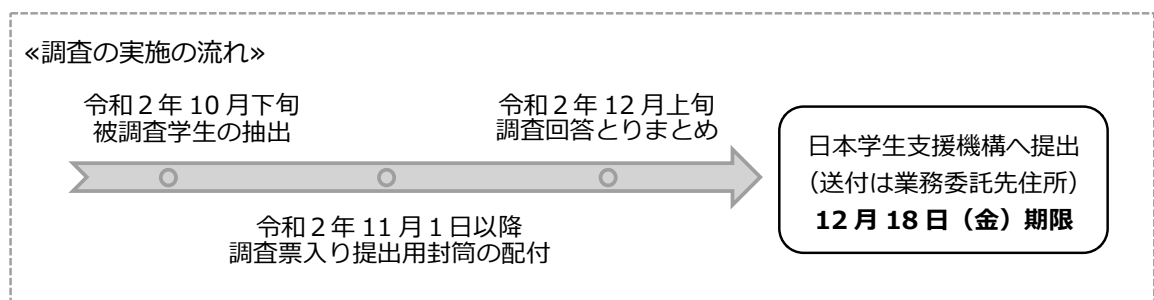 ≪調査の実施の流れ≫
令和２年 10 月下旬
被調査学生の抽出
令和２年 12 月上旬
調査回答とりまとめ
令和２年 11 月１日以降
調査票入り提出用封筒の配付
日本学生支援機構へ提出
（送付は業務委託先住所）
12 月 18 日（金）期限